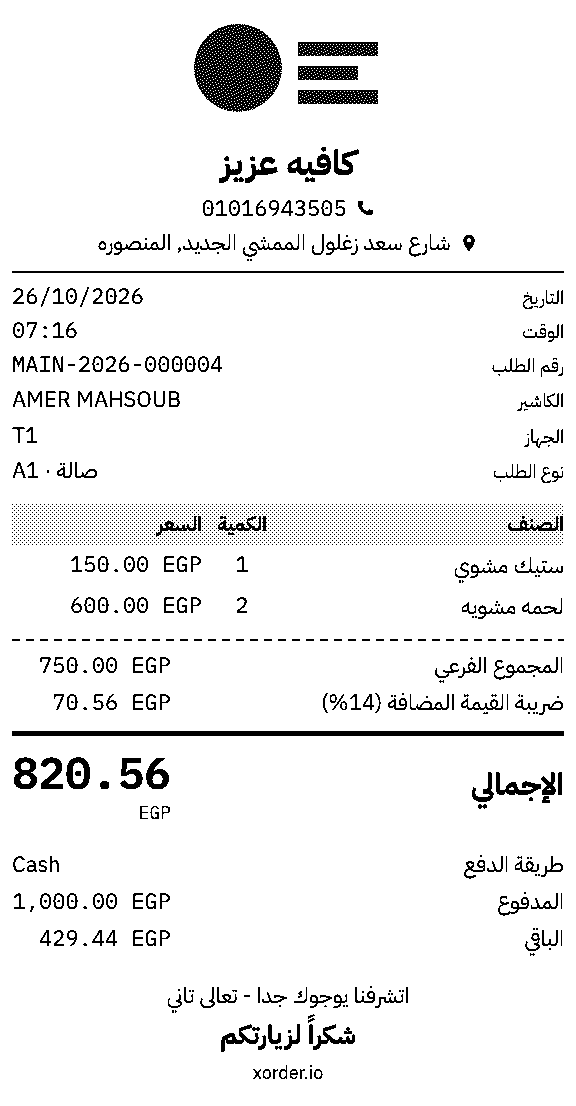 كافيه عزيز
01016943505
شارع سعد زغلول الممشي الجديد, المنصوره
التاريخ 26/10/2026
الوقت 07:16
رقم الطلب MAIN-2026-000004
الكاشير AMER MAHSOUB
الجهاز T1
نوع الطلب صالة · A1
الصنف الكمية السعر
ستيك مشوي 1 150.00 EGP
لحمه مشويه 2 600.00 EGP
المجموع الفرعي 750.00 EGP
ضريبة القيمة المضافة (14%) 70.56 EGP
الإجمالي 820.56
EGP
طريقة الدفع Cash
المدفوع 1,000.00 EGP
الباقي 429.44 EGP
اتشرفنا يوجوك جدا - تعالى تاني
شكراً لزيارتكم
xorder.io